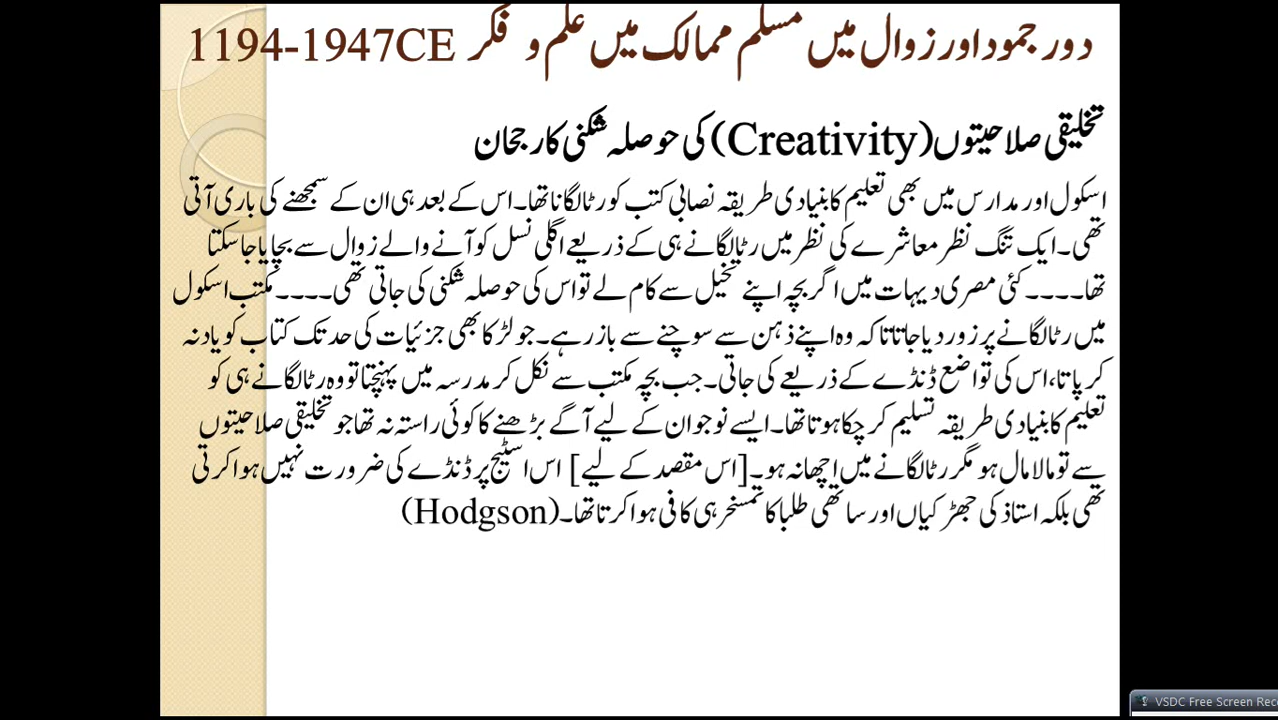 دور جمود اور زوال میں مسلم ممالک میں علم و فکر 1194-1947CE
تخلیقی صلاحیتوں (Creativity) کی حوصلہ شکنی کا رجحان
اسکول اور مدارس میں بھی تعلیم کا بنیادی طریقہ نصابی کتب کو رٹا لگانا تھا۔ اس کے بعد ہی ان کے سمجھنے کی باری آتی
تھی۔ ایک تنگ نظر معاشرے کی نظر میں رٹا لگانے ہی کے ذریعے اگلی نسل کو آنے والے زوال سے بچایا جا سکتا
تھا۔۔۔۔ کئی مصری دیہات میں اگر بچہ اپنے تخیل سے کام لے تو اس کی حوصلہ شکنی کی جاتی تھی۔۔۔۔ مکتب اسکول
میں رٹا لگانے پر زور دیا جاتا تاکہ وہ اپنے ذہن سے سوچنے سے باز رہے۔ جو لڑکا بھی جزئیات کی حد تک کتاب کو یاد نہ
کر پاتا، اس کی تواضع ڈنڈے کے ذریعے کی جاتی۔ جب بچہ مکتب سے نکل کر مدرسہ میں پہنچتا تو وہ رٹا لگانے ہی کو
تعلیم کا بنیادی طریقہ تسلیم کر چکا ہوتا تھا۔ ایسے نوجوان کے لیے آگے بڑھنے کا کوئی راستہ نہ تھا جو تخلیقی صلاحیتوں
سے تو مالا مال ہو مگر رٹا لگانے میں اچھا نہ ہو۔ [اس مقصد کے لیے] اس اسٹیج پر ڈنڈے کی ضرورت نہیں ہوا کرتی
تھی بلکہ استاذ کی جھڑکیاں اور ساتھی طلبا کا تمسخر ہی کافی ہوا کرتا تھا۔ (Hodgson)
VSDC Free Screen Rec